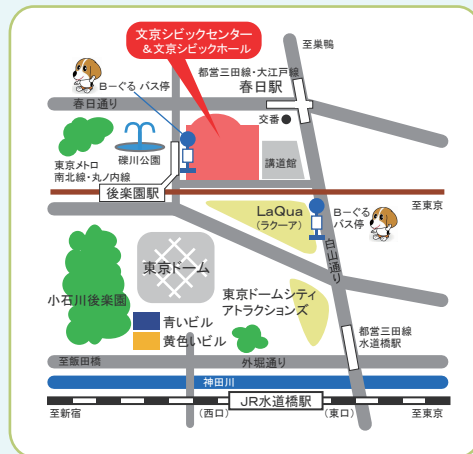 文京シビックセンター
＆文京シビックホール
至巣鴨
都営三田線・大江戸線
春日駅
B－ぐる バス停
春日通り
交番
東京メトロ
南北線・丸ノ内線
礫川公園
講道館
後楽園駅
至東京
LaQua
（ラクーア）
B－ぐる
バス停
白山通り
東京ドーム
小石川後楽園
東京ドームシティ
アトラクションズ
青いビル
黄色いビル
都営三田線
水道橋駅
至飯田橋
外堀通り
神田川
JR水道橋駅
至新宿
（西口）
（東口）
至東京